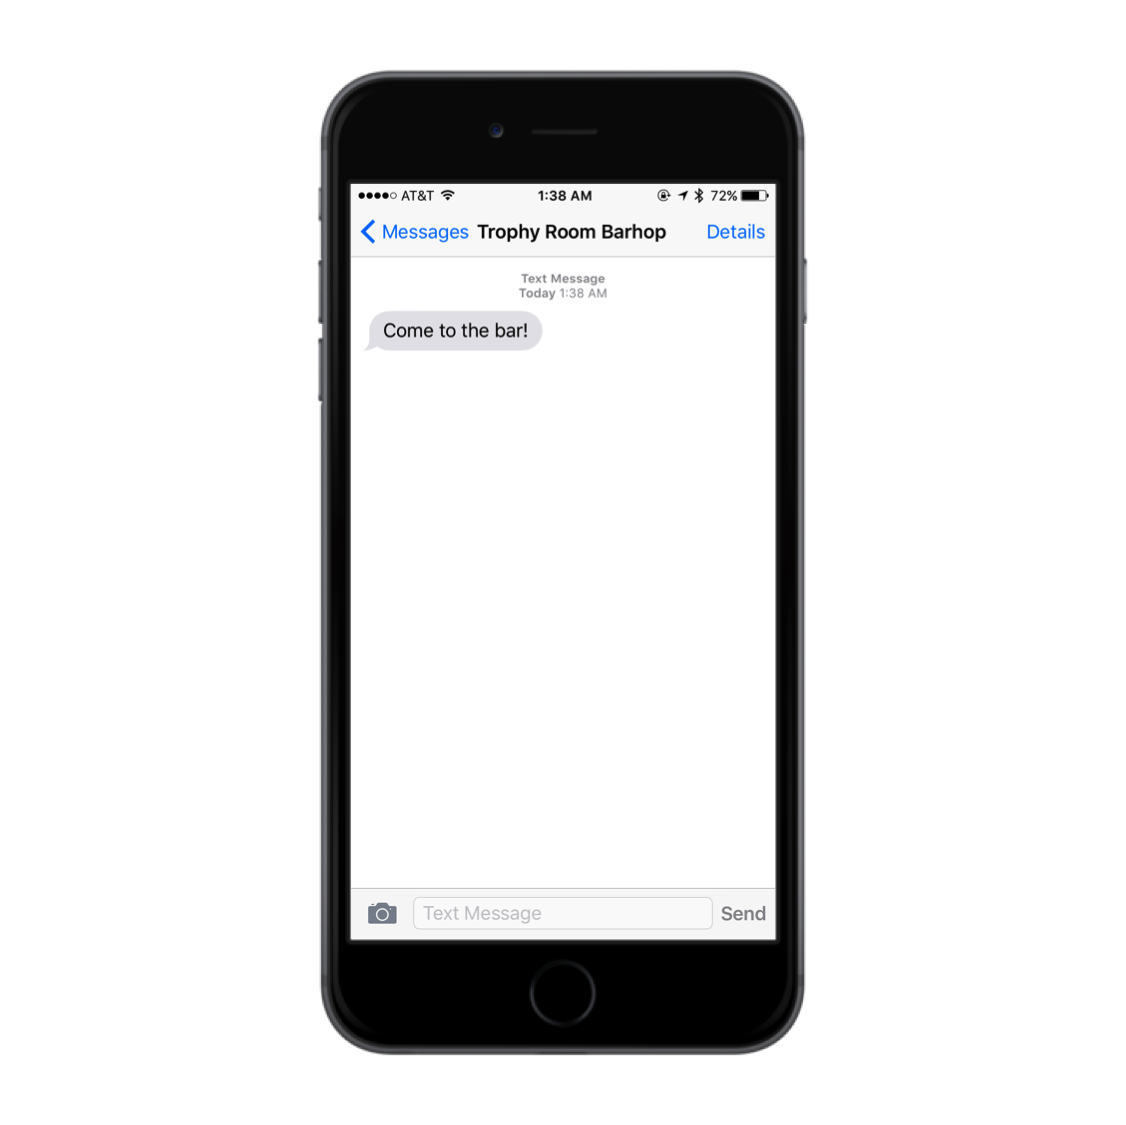 AT&T 1:38 AM 72%
Messages Trophy Room Barhop Details
Text Message
Today 1:38 AM
Come to the bar!
Text Message Send